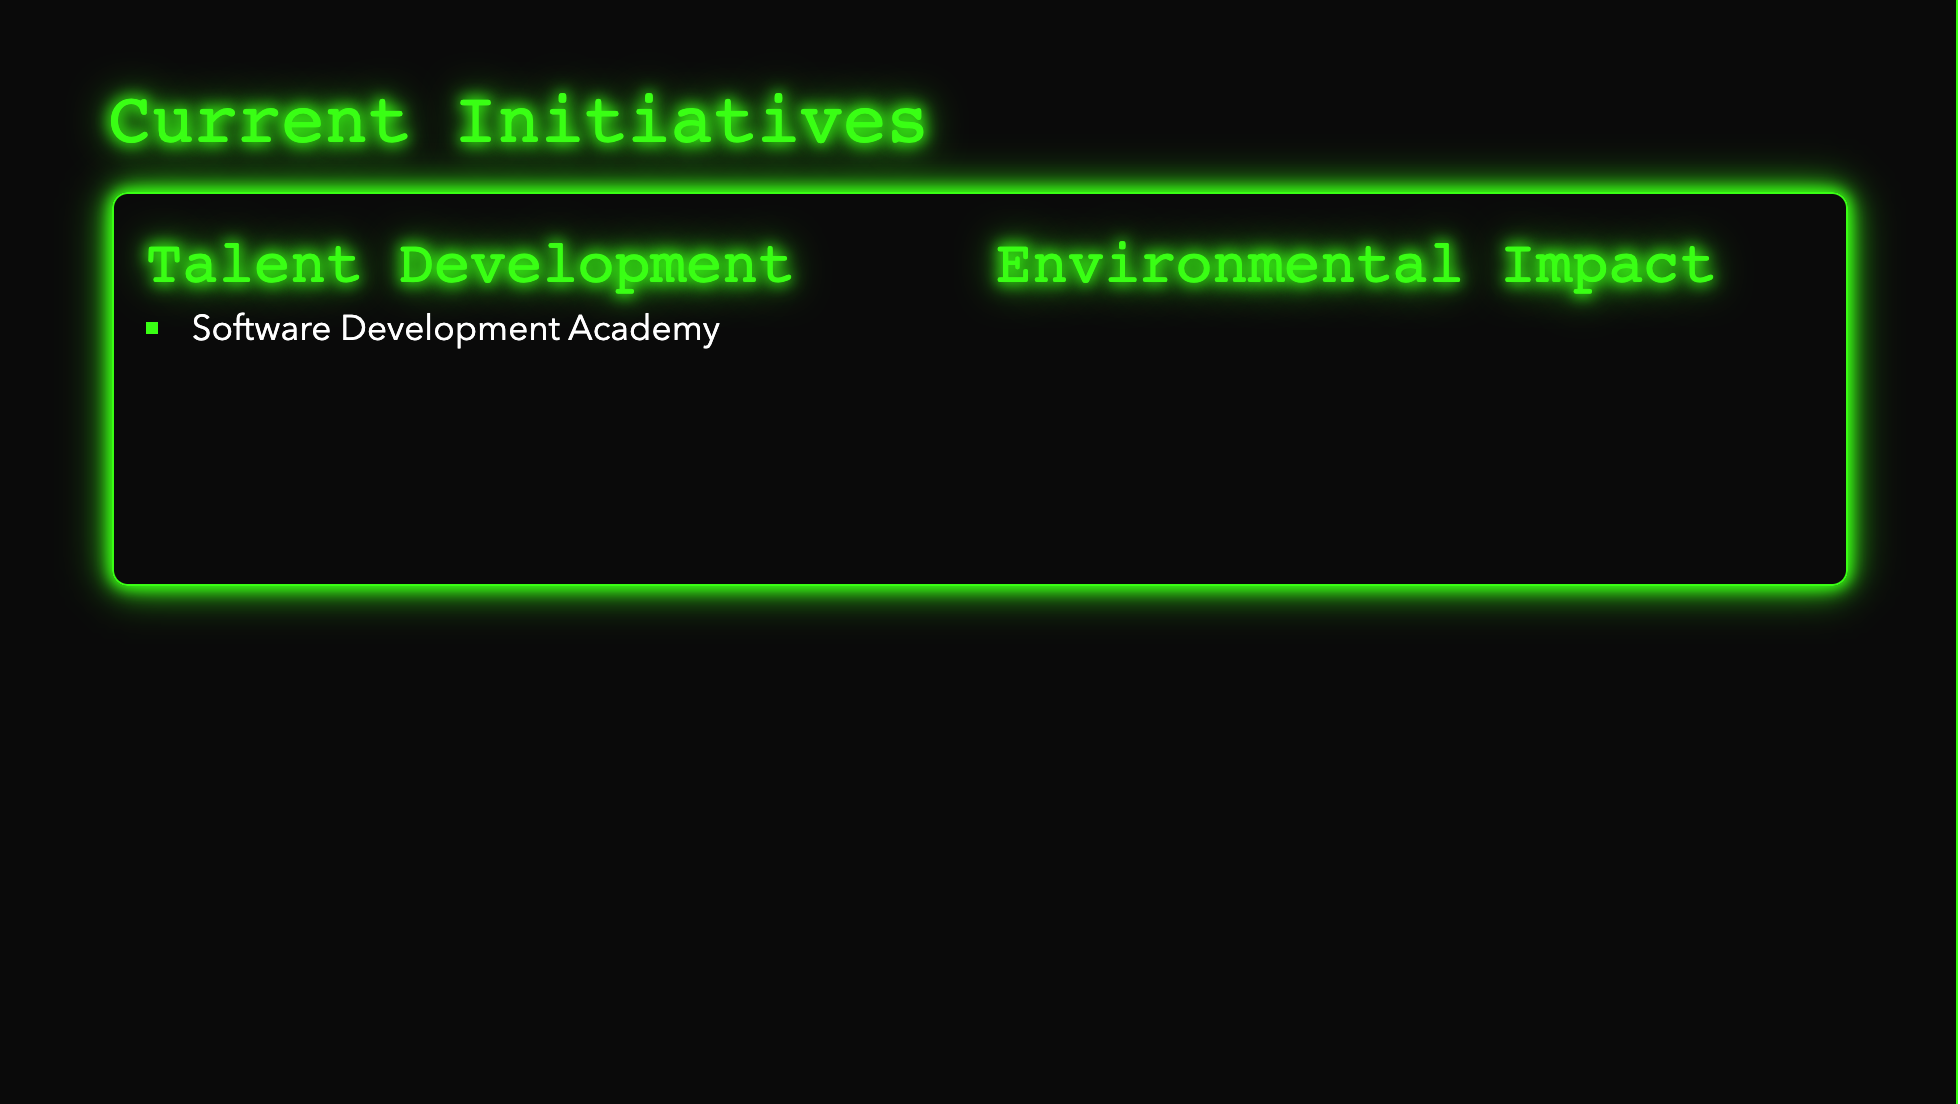 Current Initiatives
Talent Development
Software Development Academy
Environmental Impact